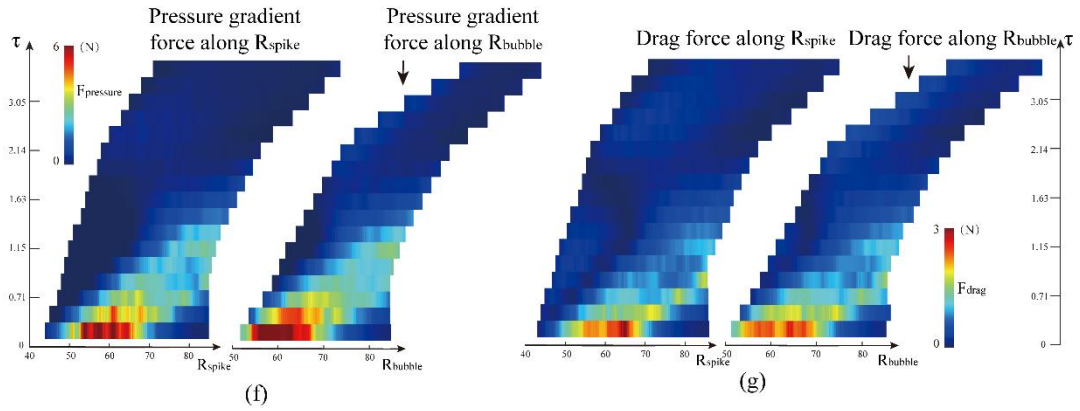 Pressure gradient
force along Rspike
Pressure gradient
force along Rbubble
τ
6 (N)
Fpressure
0
3.05
2.14
1.63
1.15
0.71
0
40 50 60 70 80
Rspike
50 60 70 80
Rbubble
(f)
Drag force along Rspike
Drag force along Rbubble
τ
3 (N)
Fdrag
0
3.05
2.14
1.63
1.15
0.71
0
40 50 60 70 80
Rspike
50 60 70 80
Rbubble
(g)